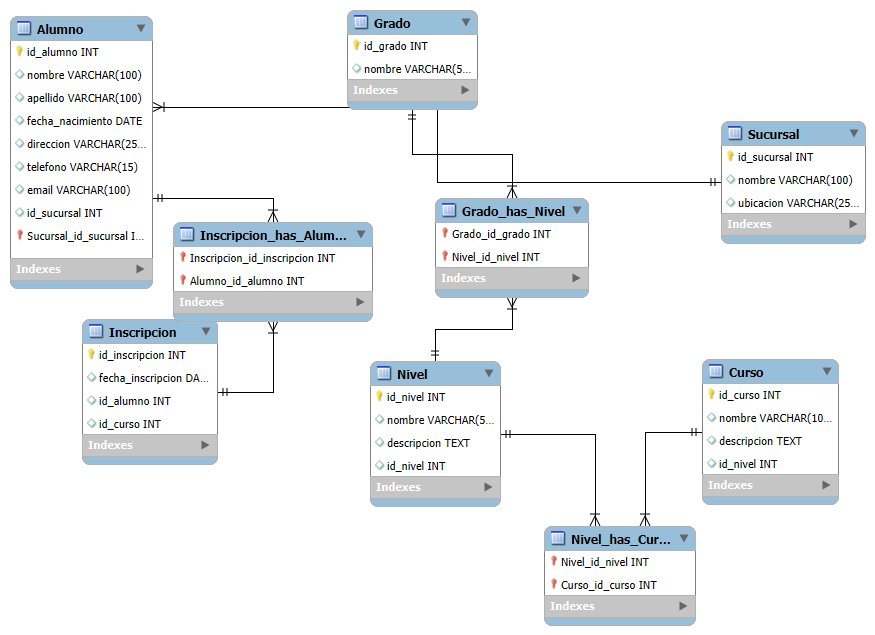 Alumno
id_alumno INT
nombre VARCHAR(100)
apellido VARCHAR(100)
fecha_nacimiento DATE
direccion VARCHAR(25...
telefono VARCHAR(15)
email VARCHAR(100)
id_sucursal INT
Sucursal_id_sucursal I...
Indexes
Grado
id_grado INT
nombre VARCHAR(5...
Indexes
Sucursal
id_sucursal INT
nombre VARCHAR(100)
ubicacion VARCHAR(25...
Indexes
Inscripcion_has_Alum...
Inscripcion_id_inscripcion INT
Alumno_id_alumno INT
Indexes
Grado_has_Nivel
Grado_id_grado INT
Nivel_id_nivel INT
Indexes
Inscripcion
id_inscripcion INT
fecha_inscripcion DA...
id_alumno INT
id_curso INT
Indexes
Nivel
id_nivel INT
nombre VARCHAR(5...
descripcion TEXT
id_nivel INT
Indexes
Curso
id_curso INT
nombre VARCHAR(10...
descripcion TEXT
id_nivel INT
Indexes
Nivel_has_Cur...
Nivel_id_nivel INT
Curso_id_curso INT
Indexes